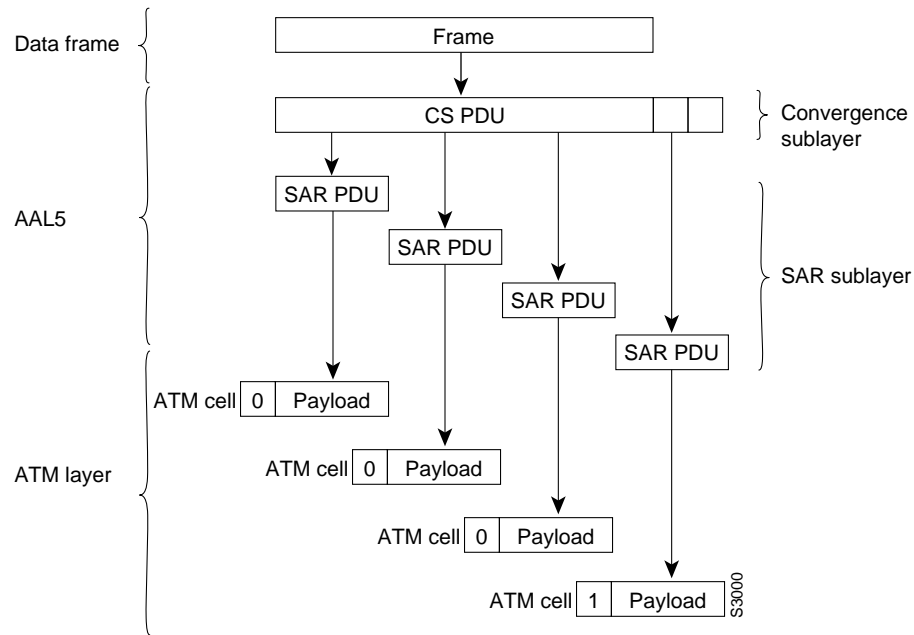 Data frame
Frame
CS PDU
Convergence
sublayer
AAL5
SAR PDU
SAR PDU
SAR PDU
SAR PDU
SAR sublayer
ATM layer
ATM cell 0 Payload
ATM cell 0 Payload
ATM cell 0 Payload
ATM cell 1 Payload
S3000